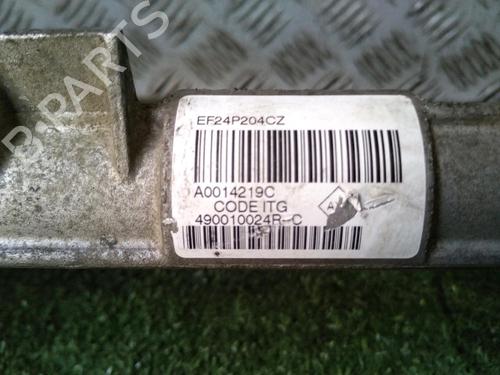 B-PARTS
EF24P204CZ
A0014219C
CODE ITG
490010024R-C